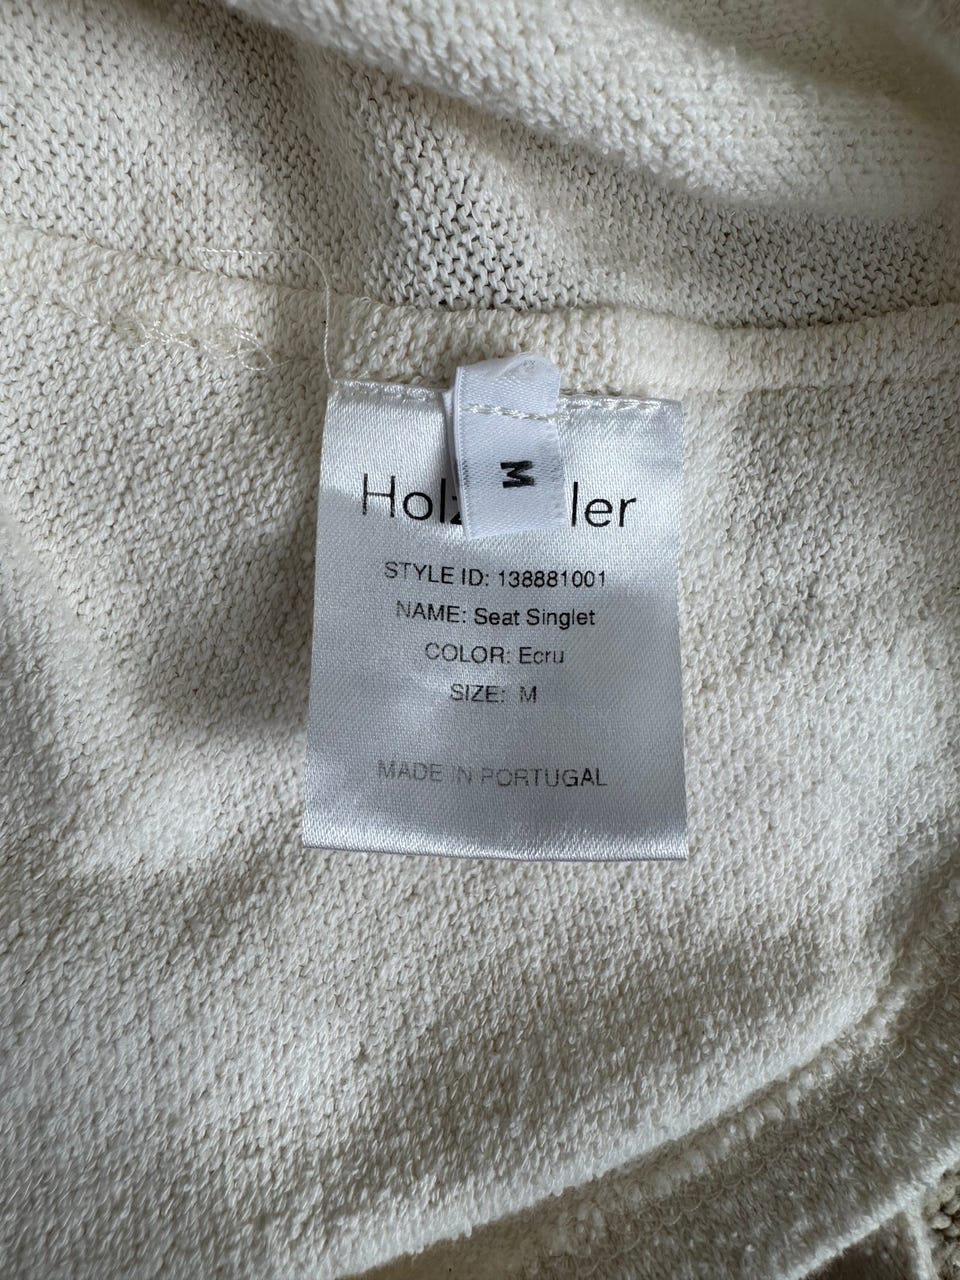 M
Holz ler
STYLE ID: 138881001
NAME: Seat Singlet
COLOR: Ecru
SIZE: M
MADE IN PORTUGAL